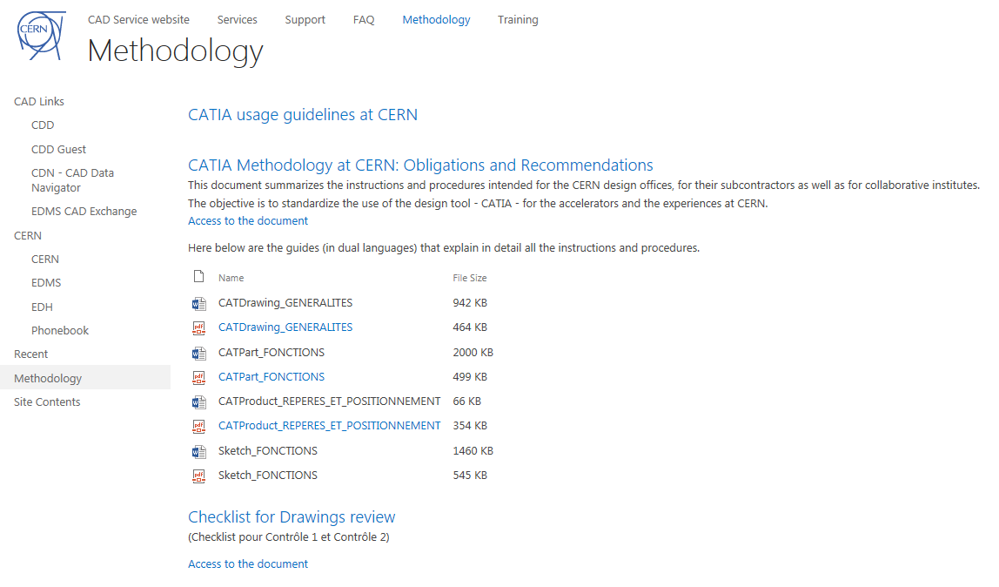 CERN
CAD Service website Services Support FAQ Methodology Training
Methodology
CAD Links
CDD
CDD Guest
CDN - CAD Data
Navigator
EDMS CAD Exchange
CERN
CERN
EDMS
EDH
Phonebook
Recent
Methodology
Site Contents
CATIA usage guidelines at CERN
CATIA Methodology at CERN: Obligations and Recommendations
This document summarizes the instructions and procedures intended for the CERN design offices, for their subcontractors as well as for collaborative institutes.
The objective is to standardize the use of the design tool - CATIA - for the accelerators and the experiences at CERN.
Access to the document
Here below are the guides (in dual languages) that explain in detail all the instructions and procedures.
Name File Size
CATDrawing_GENERALITES 942 KB
pdf CATDrawing_GENERALITES 464 KB
CATPart_FONCTIONS 2000 KB
pdf CATPart_FONCTIONS 499 KB
CATProduct_REPERES_ET_POSITIONNEMENT 66 KB
pdf CATProduct_REPERES_ET_POSITIONNEMENT 354 KB
Sketch_FONCTIONS 1460 KB
pdf Sketch_FONCTIONS 545 KB
Checklist for Drawings review
(Checklist pour Contrôle 1 et Contrôle 2)
Access to the document